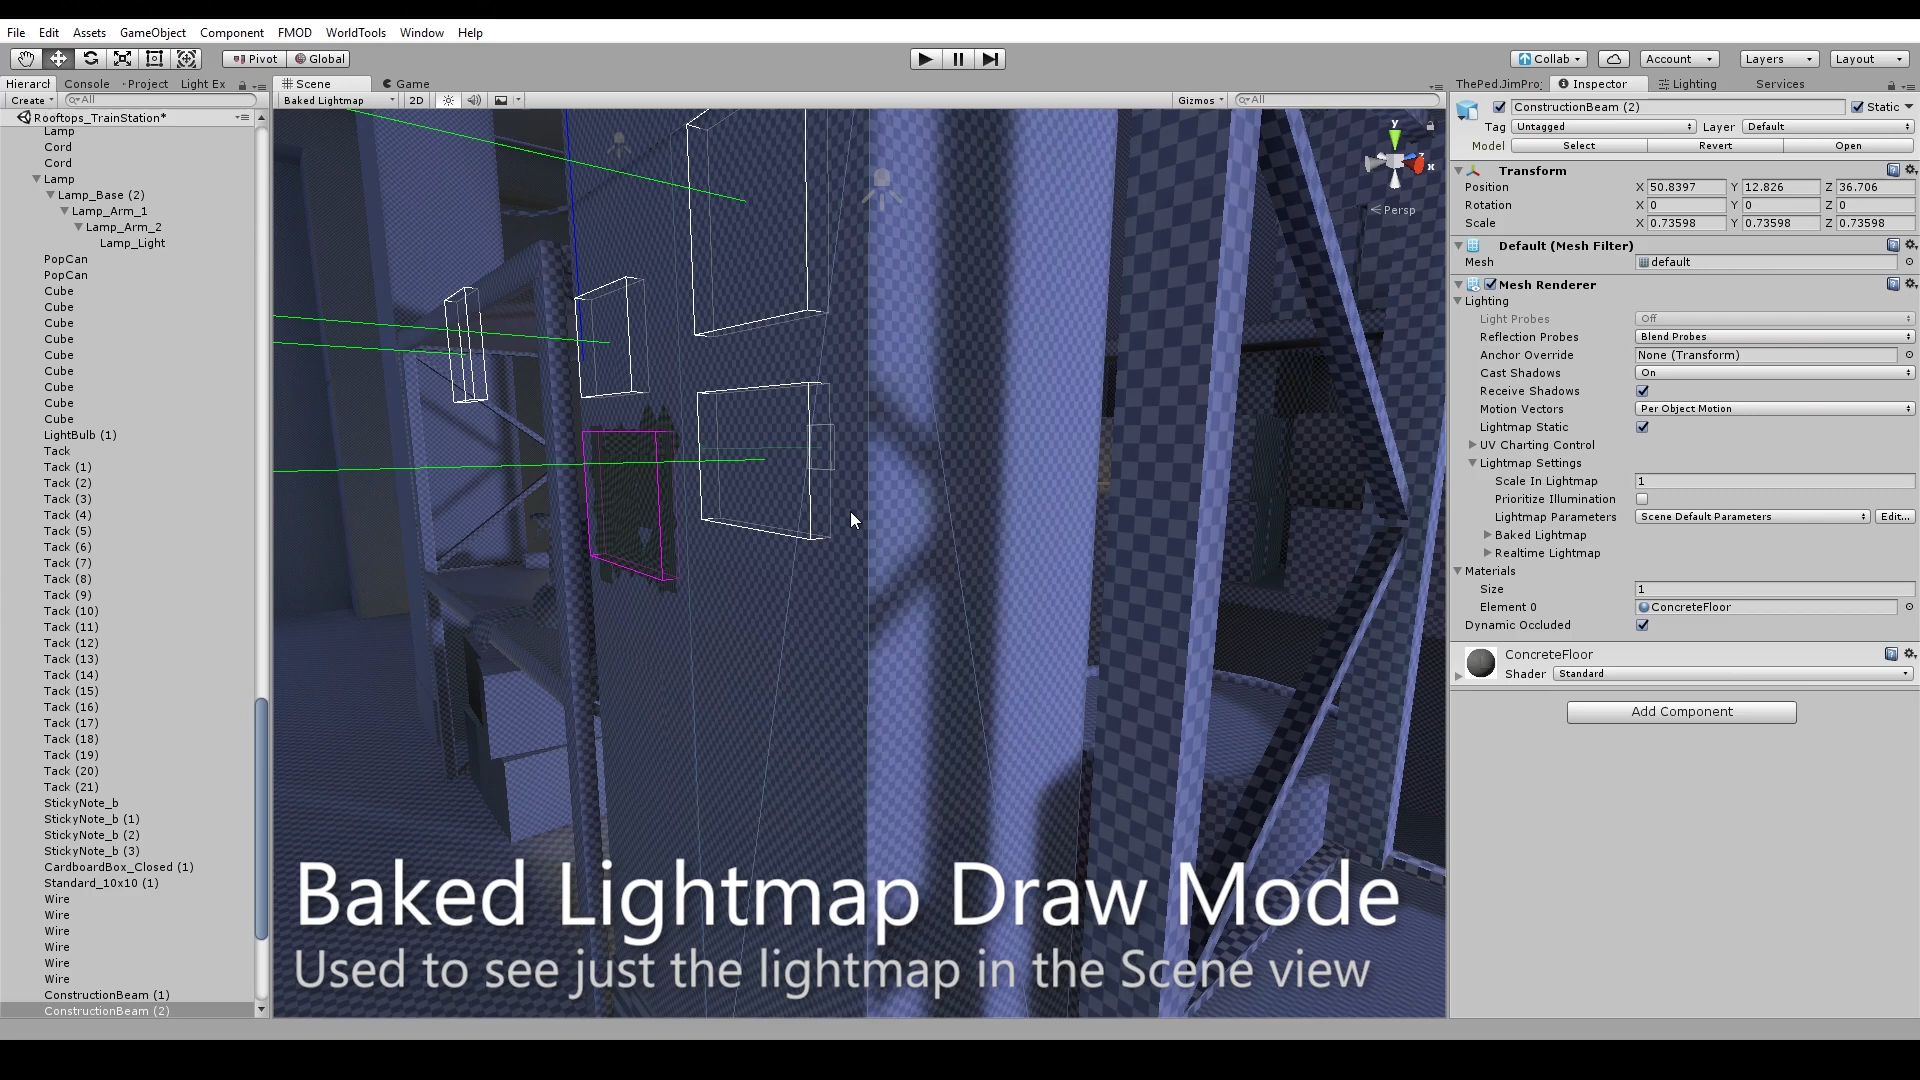 File Edit Assets GameObject Component FMOD WorldTools Window Help
Pivot Global Collab Account Layers Layout
Hierarch Console Project Light Ex Scene Game ThePed.JimPro Inspector Lighting Services
Create All Baked Lightmap 2D Gizmos All
Rooftops_TrainStation*
Lamp
Cord
Cord
Lamp
Lamp_Base (2)
Lamp_Arm_1
Lamp_Arm_2
Lamp_Light
PopCan
PopCan
Cube
Cube
Cube
Cube
Cube
Cube
Cube
Cube
Cube
LightBulb (1)
Tack
Tack (1)
Tack (2)
Tack (3)
Tack (4)
Tack (5)
Tack (6)
Tack (7)
Tack (8)
Tack (9)
Tack (10)
Tack (11)
Tack (12)
Tack (13)
Tack (14)
Tack (15)
Tack (16)
Tack (17)
Tack (18)
Tack (19)
Tack (20)
Tack (21)
StickyNote_b
StickyNote_b (1)
StickyNote_b (2)
StickyNote_b (3)
CardboardBox_Closed (1)
Standard_10x10 (1)
Wire
Wire
Wire
Wire
Wire
Wire
ConstructionBeam (1)
ConstructionBeam (2)
y
x
Persp
Baked Lightmap Draw Mode
Used to see just the lightmap in the Scene view
ConstructionBeam (2) Static
Tag Untagged Layer Default
Model Select Revert Open
Transform
Position X 50.8397 Y 12.826 Z 36.706
Rotation X 0 Y 0 Z 0
Scale X 0.73598 Y 0.73598 Z 0.73598
Default (Mesh Filter)
Mesh default
Mesh Renderer
Lighting
Light Probes Off
Reflection Probes Blend Probes
Anchor Override None (Transform)
Cast Shadows On
Receive Shadows
Motion Vectors Per Object Motion
Lightmap Static
UV Charting Control
Lightmap Settings
Scale In Lightmap 1
Prioritize Illumination
Lightmap Parameters Scene Default Parameters Edit...
Baked Lightmap
Realtime Lightmap
Materials
Size 1
Element 0 ConcreteFloor
Dynamic Occluded
ConcreteFloor
Shader Standard
Add Component